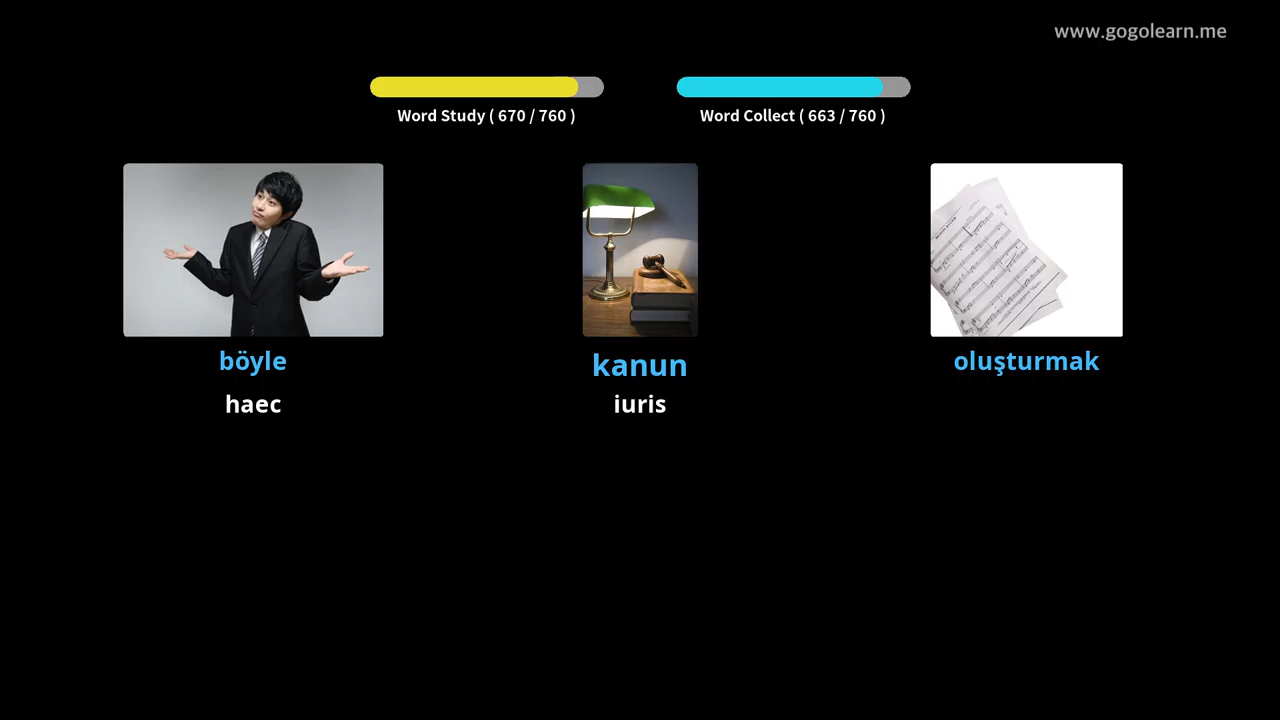 www.gogolearn.me
Word Study ( 670 / 760 )
Word Collect ( 663 / 760 )
böyle
kanun
oluşturmak
haec
iuris